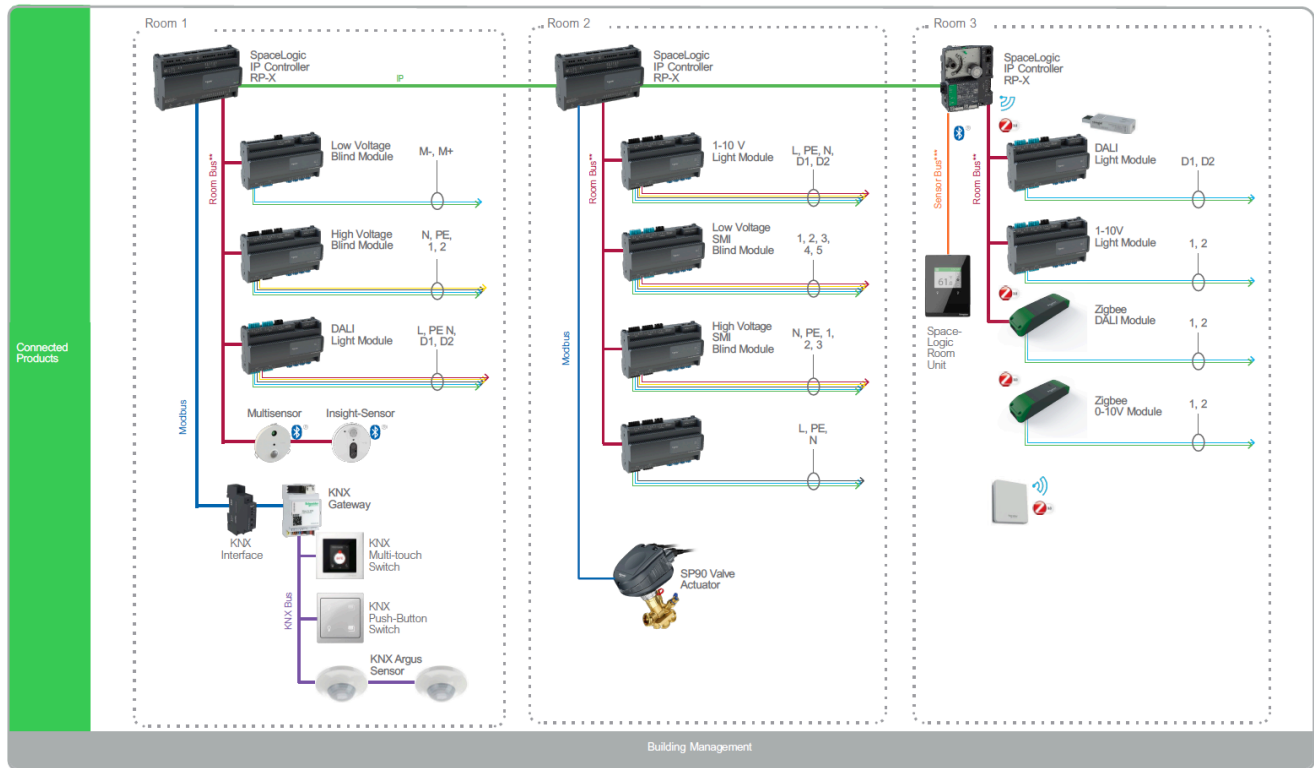 Room 1
SpaceLogic
IP Controller
RP-X
IP
Room Bus**
Low Voltage
Blind Module
M-, M+
High Voltage
Blind Module
N, PE,
1, 2
DALI
Light Module
L, PE N,
D1, D2
Modbus
Multisensor
Insight-Sensor
KNX
Gateway
KNX
Interface
KNX Bus
KNX
Multi-touch
Switch
KNX
Push-Button
Switch
KNX Argus
Sensor
Room 2
SpaceLogic
IP Controller
RP-X
Room Bus**
1-10 V
Light Module
L, PE, N,
D1, D2
Low Voltage
SMI
Blind Module
1, 2, 3,
4, 5
High Voltage
SMI
Blind Module
N, PE, 1,
2, 3
Modbus
L, PE,
N
SP90 Valve
Actuator
Room 3
SpaceLogic
IP Controller
RP-X
Sensor Bus***
Room Bus**
DALI
Light Module
D1, D2
1-10V
Light Module
1, 2
Space-
Logic
Room
Unit
Zigbee
DALI Module
1, 2
Zigbee
0-10V Module
1, 2
Connected
Products
Building Management